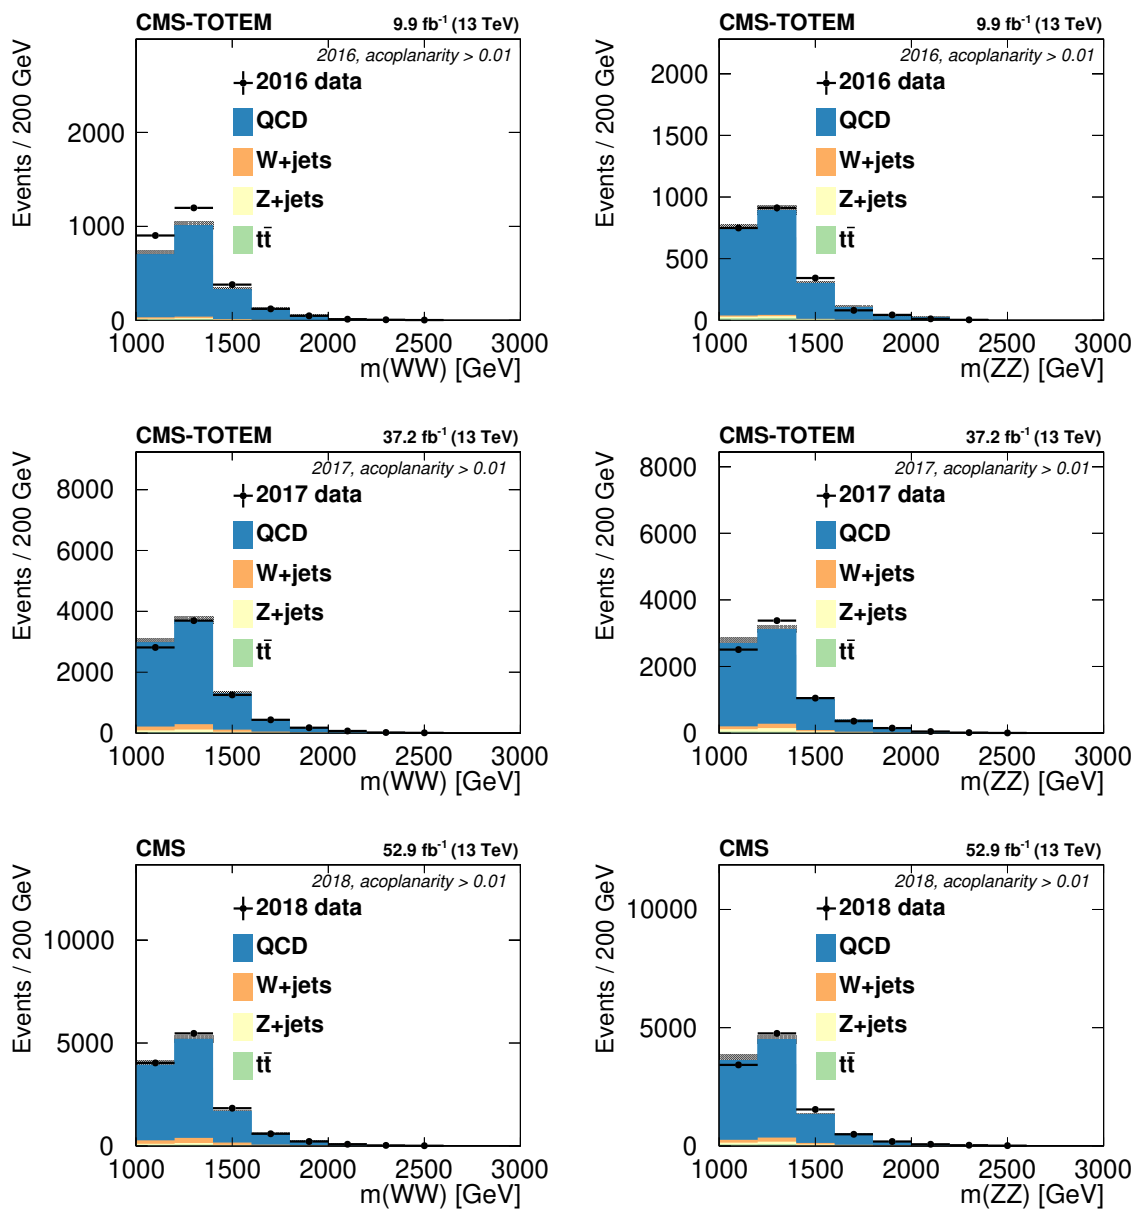 CMS-TOTEM 9.9 fb⁻¹ (13 TeV)
2016, acoplanarity > 0.01
2016 data
QCD
W+jets
Z+jets
tt̄
Events / 200 GeV
2000
1000
0
1000 1500 2000 2500 3000
m(WW) [GeV]
CMS-TOTEM 9.9 fb⁻¹ (13 TeV)
2016, acoplanarity > 0.01
2016 data
QCD
W+jets
Z+jets
tt̄
Events / 200 GeV
2000
1500
1000
500
0
1000 1500 2000 2500 3000
m(ZZ) [GeV]
CMS-TOTEM 37.2 fb⁻¹ (13 TeV)
2017, acoplanarity > 0.01
2017 data
QCD
W+jets
Z+jets
tt̄
Events / 200 GeV
8000
6000
4000
2000
0
1000 1500 2000 2500 3000
m(WW) [GeV]
CMS-TOTEM 37.2 fb⁻¹ (13 TeV)
2017, acoplanarity > 0.01
2017 data
QCD
W+jets
Z+jets
tt̄
Events / 200 GeV
8000
6000
4000
2000
0
1000 1500 2000 2500 3000
m(ZZ) [GeV]
CMS 52.9 fb⁻¹ (13 TeV)
2018, acoplanarity > 0.01
2018 data
QCD
W+jets
Z+jets
tt̄
Events / 200 GeV
10000
5000
0
1000 1500 2000 2500 3000
m(WW) [GeV]
CMS 52.9 fb⁻¹ (13 TeV)
2018, acoplanarity > 0.01
2018 data
QCD
W+jets
Z+jets
tt̄
Events / 200 GeV
10000
5000
0
1000 1500 2000 2500 3000
m(ZZ) [GeV]